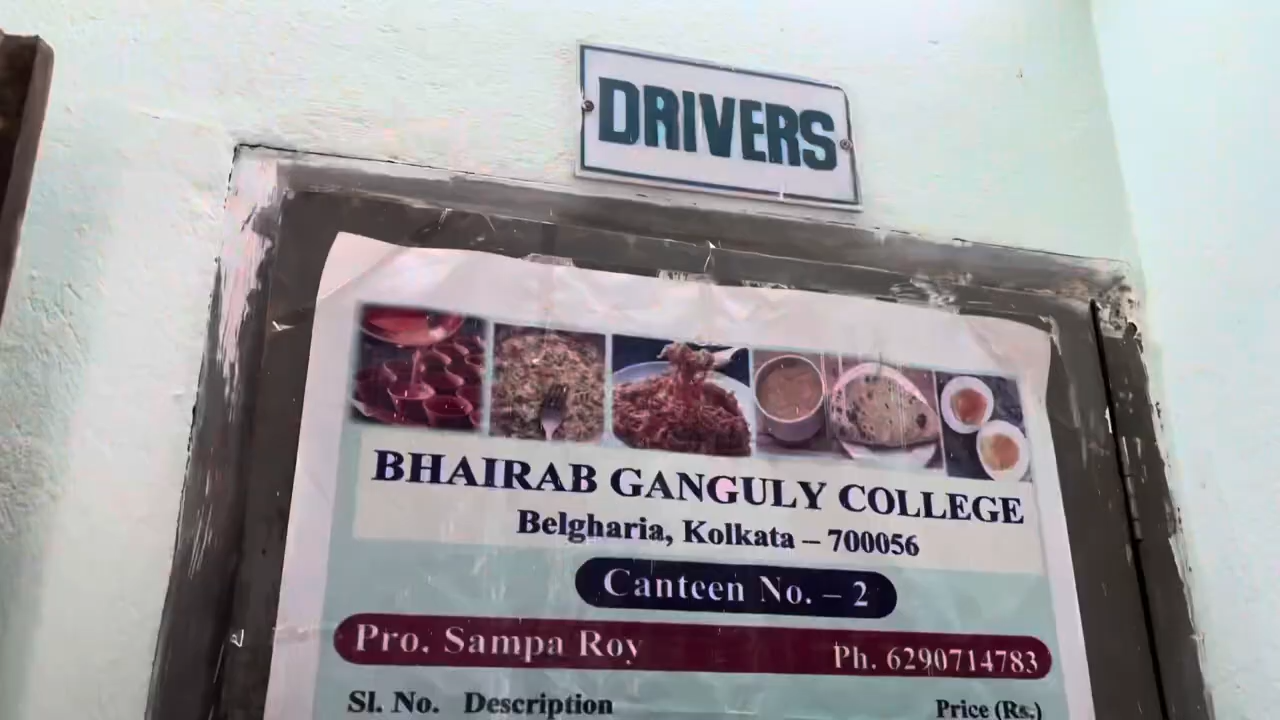 DRIVERS
BHAIRAB GANGULY COLLEGE
Belgharia, Kolkata – 700056
Canteen No. – 2
Pro. Sampa Roy Ph. 6290714783
Sl. No. Description Price (Rs.)